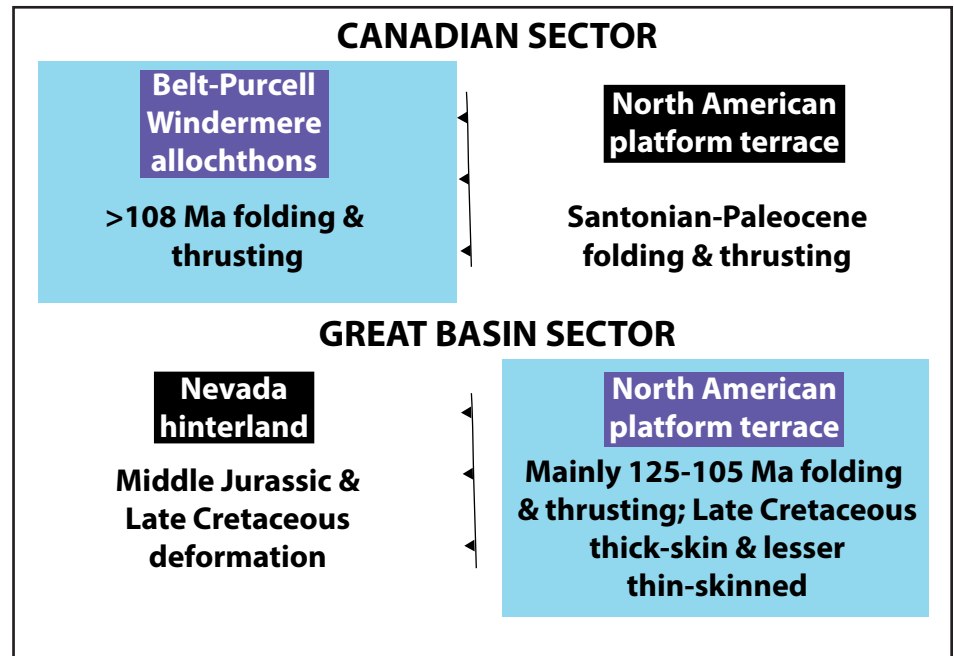 CANADIAN SECTOR
Belt-Purcell
Windermere
allochthons
>108 Ma folding &
thrusting
North American
platform terrace
Santonian-Paleocene
folding & thrusting
GREAT BASIN SECTOR
Nevada
hinterland
Middle Jurassic &
Late Cretaceous
deformation
North American
platform terrace
Mainly 125-105 Ma folding
& thrusting; Late Cretaceous
thick-skin & lesser
thin-skinned